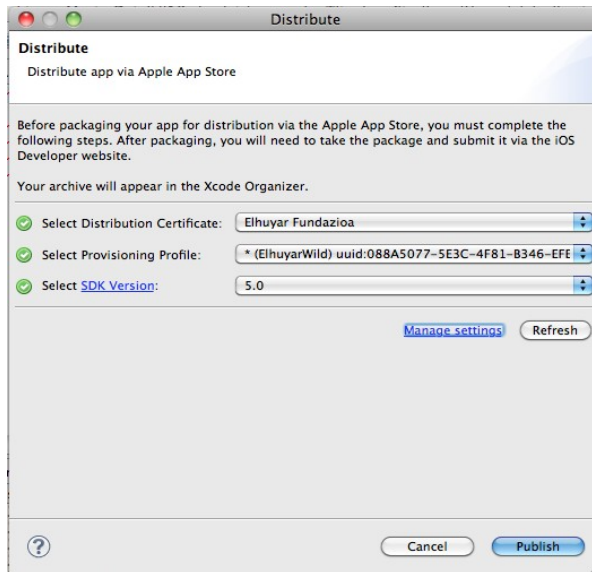 Distribute
Distribute
Distribute app via Apple App Store
Before packaging your app for distribution via the Apple App Store, you must complete the
following steps. After packaging, you will need to take the package and submit it via the iOS
Developer website.
Your archive will appear in the Xcode Organizer.
Select Distribution Certificate: Elhuyar Fundazioa
Select Provisioning Profile: * (ElhuyarWild) uuid:088A5077-5E3C-4F81-B346-EFE
Select SDK Version: 5.0
Manage settings Refresh
? Cancel Publish